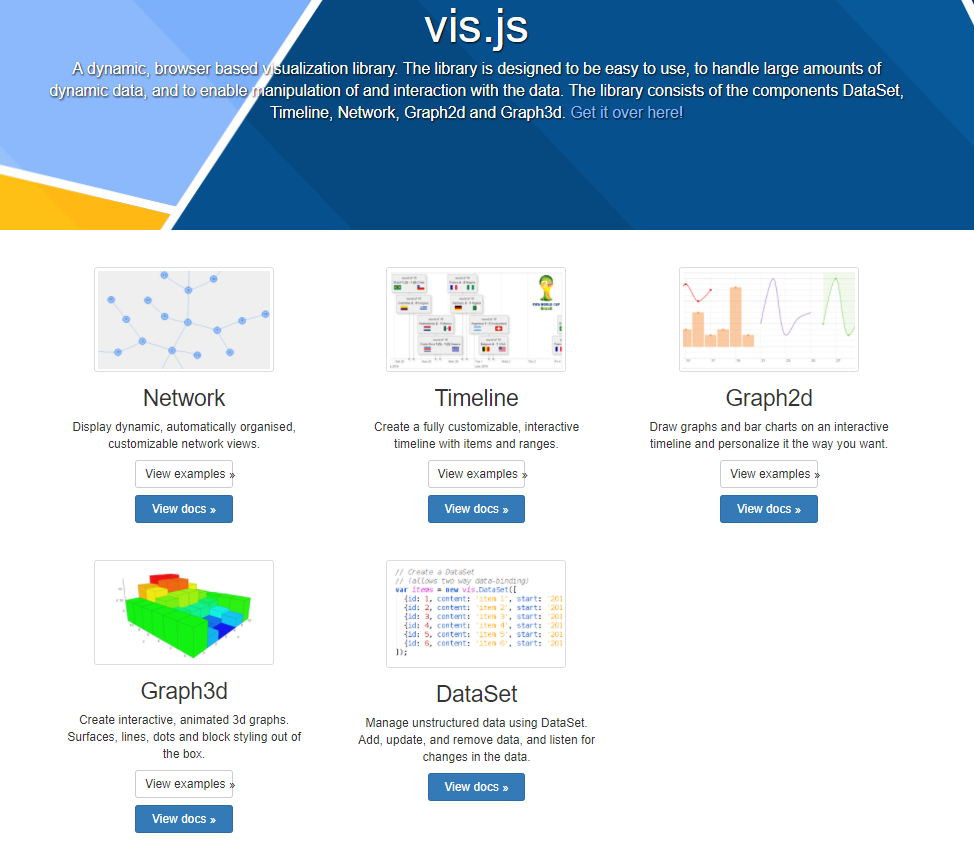 vis.js
A dynamic, browser based visualization library. The library is designed to be easy to use, to handle large amounts of
dynamic data, and to enable manipulation of and interaction with the data. The library consists of the components DataSet,
Timeline, Network, Graph2d and Graph3d. Get it over here!
FIFA WORLD CUP
Network
Timeline
Graph2d
Display dynamic, automatically organised,
customizable network views.
Create a fully customizable, interactive
timeline with items and ranges.
Draw graphs and bar charts on an interactive
timeline and personalize it the way you want.
View examples »
View examples »
View examples »
View docs »
View docs »
View docs »
// Create a DataSet
// (allows two way data-binding)
var items = new vis.DataSet([
{id: 1, content: 'item 1', start: '201
{id: 2, content: 'item 2', start: '201
{id: 3, content: 'item 3', start: '201
{id: 4, content: 'item 4', start: '201
{id: 5, content: 'item 5', start: '201
{id: 6, content: 'item 6', start: '201
]);
Graph3d
DataSet
Create interactive, animated 3d graphs.
Surfaces, lines, dots and block styling out of
the box.
Manage unstructured data using DataSet.
Add, update, and remove data, and listen for
changes in the data.
View examples »
View docs »
View docs »